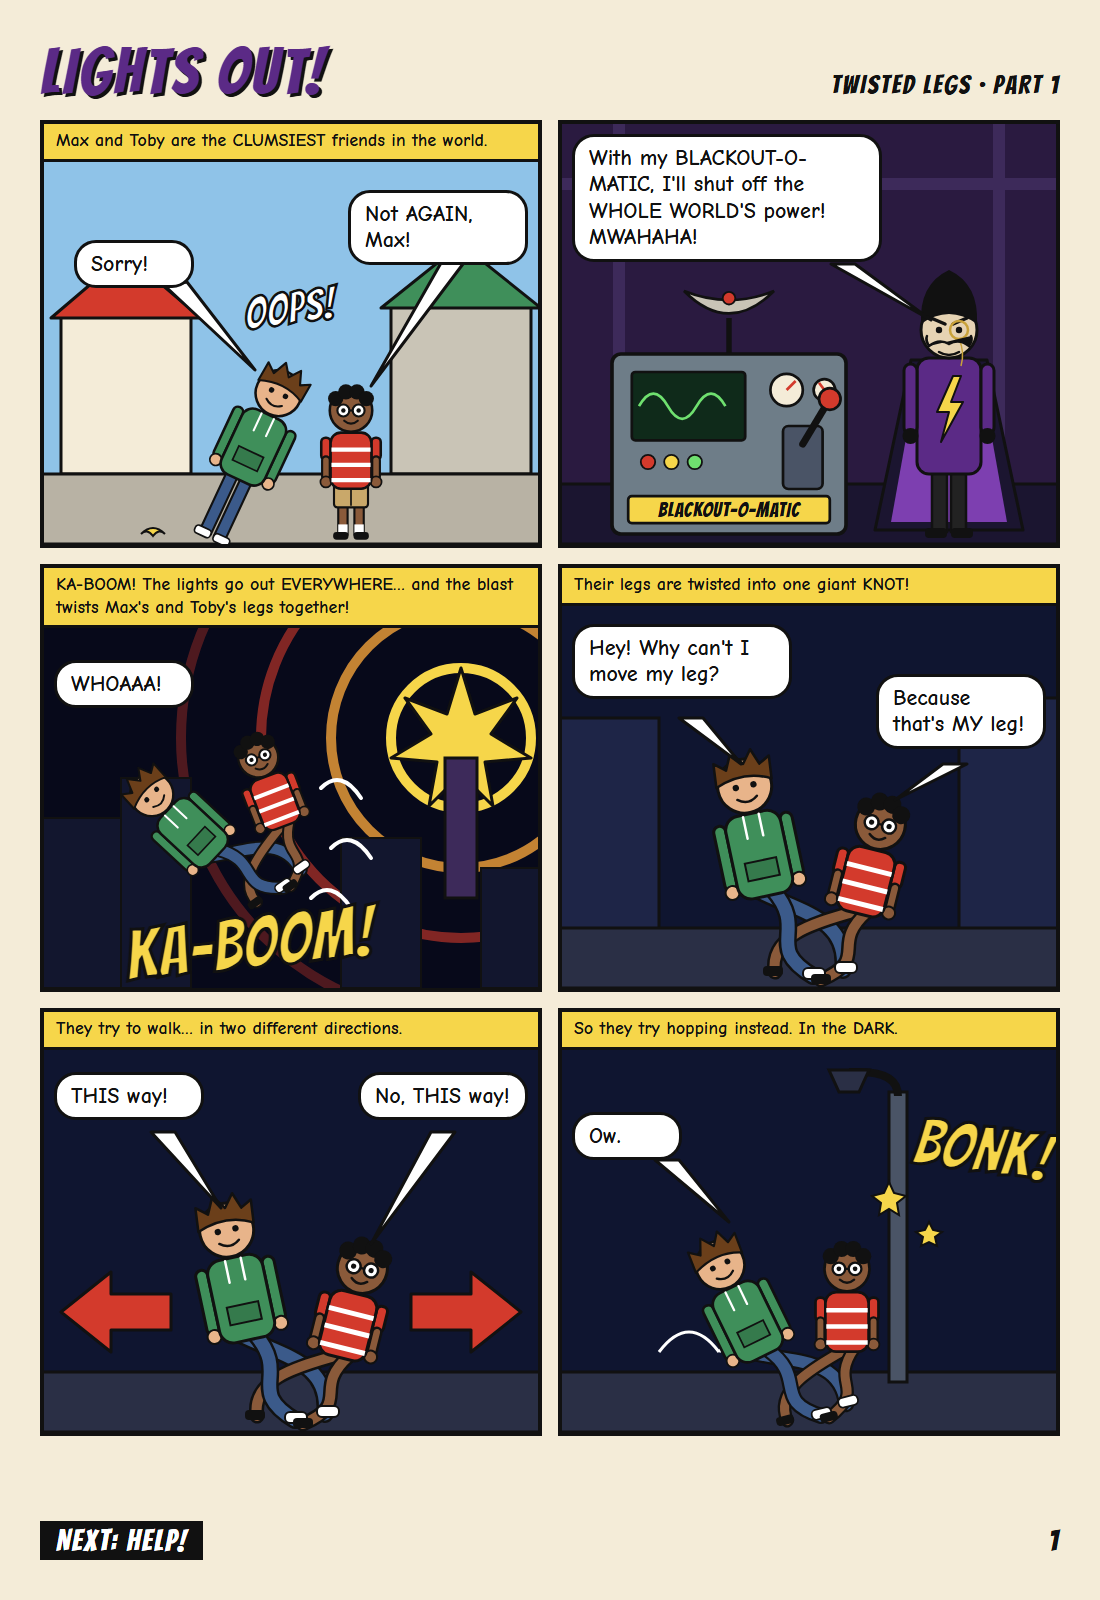 LIGHTS OUT!
TWISTED LEGS • PART 1
Max and Toby are the CLUMSIEST friends in the world.
Not AGAIN,
Max!
Sorry!
OOPS!
With my BLACKOUT-O-
MATIC, I'll shut off the
WHOLE WORLD'S power!
MWAHAHA!
BLACKOUT-O-MATIC
KA-BOOM! The lights go out EVERYWHERE... and the blast
twists Max's and Toby's legs together!
WHOAAA!
KA-BOOM!
Their legs are twisted into one giant KNOT!
Hey! Why can't I
move my leg?
Because
that's MY leg!
They try to walk... in two different directions.
THIS way!
No, THIS way!
So they try hopping instead. In the DARK.
Ow.
BONK!
NEXT: HELP!
1